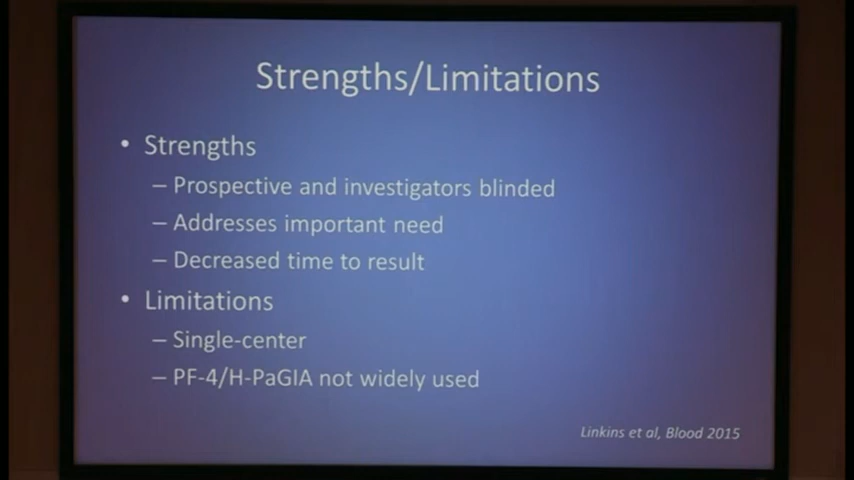 Strengths/Limitations
• Strengths
– Prospective and investigators blinded
– Addresses important need
– Decreased time to result
• Limitations
– Single-center
– PF-4/H-PaGIA not widely used
Linkins et al, Blood 2015